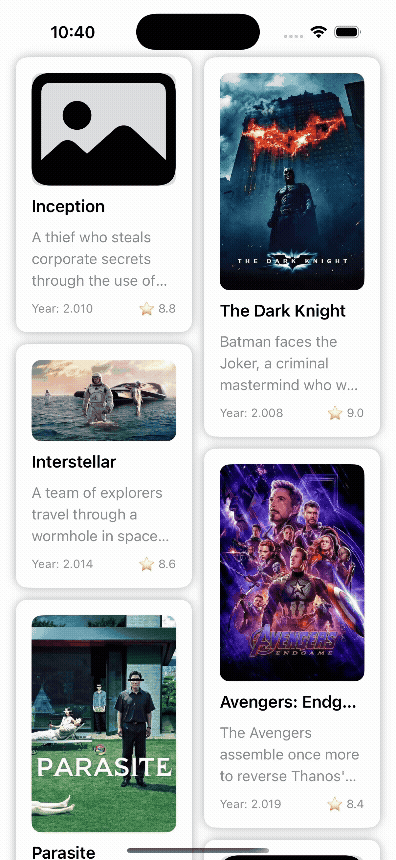 10:40
Inception
A thief who steals
corporate secrets
through the use of...
Year: 2.010
8.8
THE DARK KNIGHT
The Dark Knight
Batman faces the
Joker, a criminal
mastermind who w...
Year: 2.008
9.0
Interstellar
A team of explorers
travel through a
wormhole in space...
Year: 2.014
8.6
AVENGERS
ENDGAME
Avengers: Endg...
The Avengers
assemble once more
to reverse Thanos'...
Year: 2.019
8.4
PARASITE
Parasite